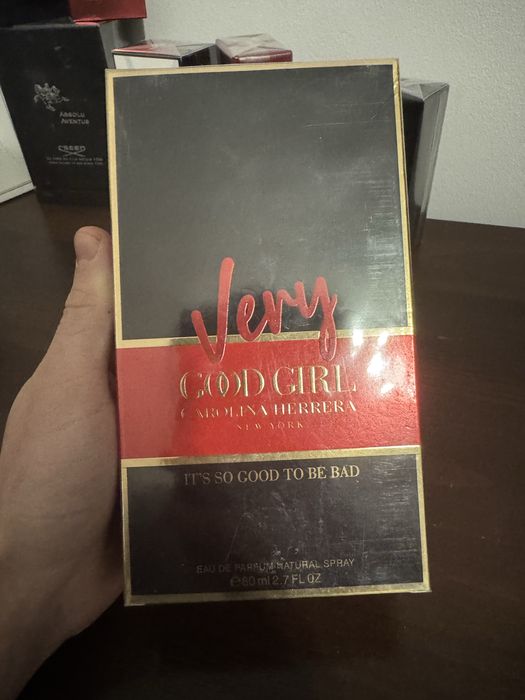 ABSOLU
AVENTUS
CREED
Very
GOOD GIRL
CAROLINA HERRERA
NEW YORK
IT'S SO GOOD TO BE BAD
EAU DE PARFUM NATURAL SPRAY
℮80 ml 2.7 FL OZ